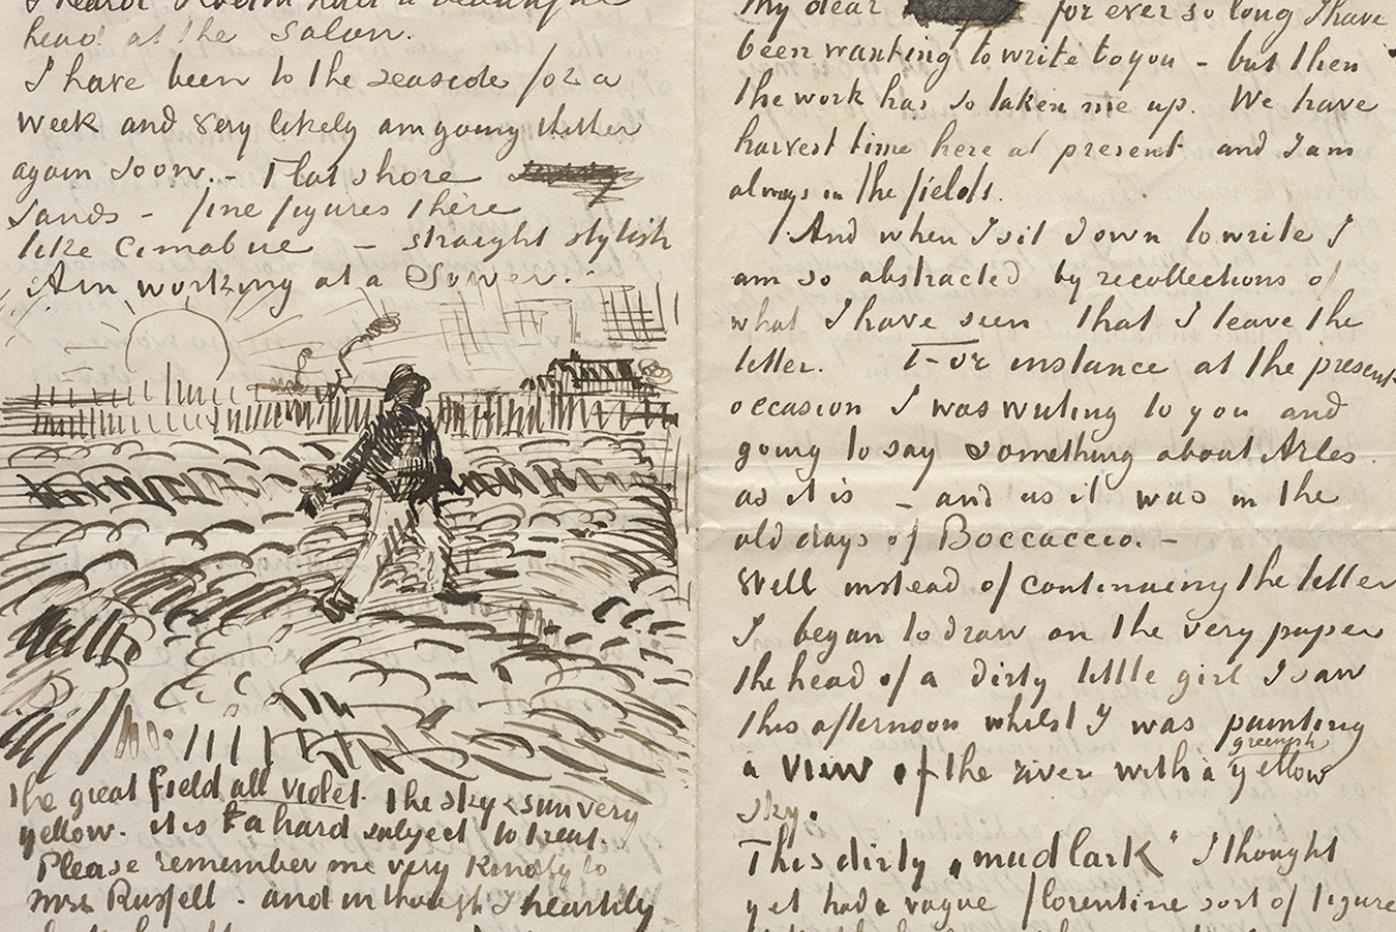 head at the Salon.
I have been to the seaside for a
week and very likely am going thither
again soon. - Flat shore
sands - fine figures there
like Cimabue - straight stylish
Am working at a Sower.
the great field all violet. the sky & sun very
yellow. it is a hard subject to treat.
Please remember me very kindly to
mrs Russell - and in thought I heartily
My dear for ever so long I have
been wanting to write to you - but then
the work has so taken me up. We have
harvest time here at present and I am
always in the fields.
And when I sit down to write I
am so abstracted by recollections of
what I have seen that I leave the
letter. For instance at the present
occasion I was writing to you and
going to say something about Arles
as it is - and as it was in the
old days of Boccaccio. -
Well instead of continuing the letter
I began to draw on the very paper
the head of a dirty little girl I saw
this afternoon whilst I was painting
a view of the river with a greenish yellow
sky.
This dirty „mudlark" I thought
yet had a vague florentine sort of figure